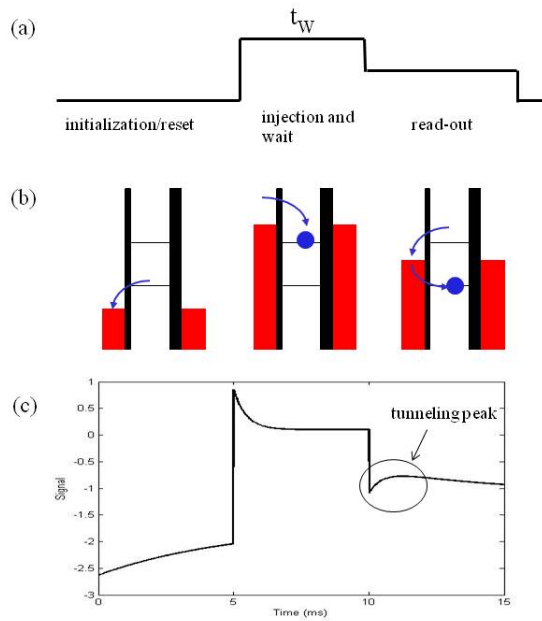 (a)
t_W
initialization/reset
injection and
wait
read-out
(b)
(c)
1
0.5
0
-0.5
-1
-1.5
-2
-2.5
-3
Signal
tunneling peak
0
5
10
15
Time (ms)